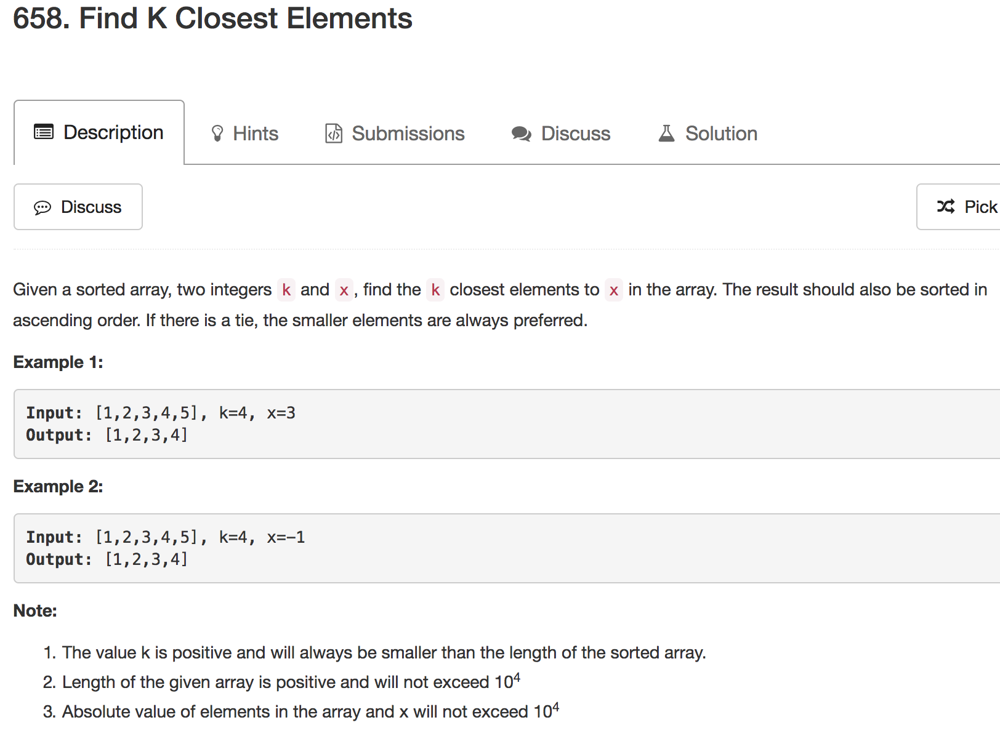 658. Find K Closest Elements
Description
Hints
Submissions
Discuss
Solution
Discuss
Pick
Given a sorted array, two integers k and x, find the k closest elements to x in the array. The result should also be sorted in
ascending order. If there is a tie, the smaller elements are always preferred.
Example 1:
Input: [1,2,3,4,5], k=4, x=3
Output: [1,2,3,4]
Example 2:
Input: [1,2,3,4,5], k=4, x=-1
Output: [1,2,3,4]
Note:
1. The value k is positive and will always be smaller than the length of the sorted array.
2. Length of the given array is positive and will not exceed 10⁴
3. Absolute value of elements in the array and x will not exceed 10⁴